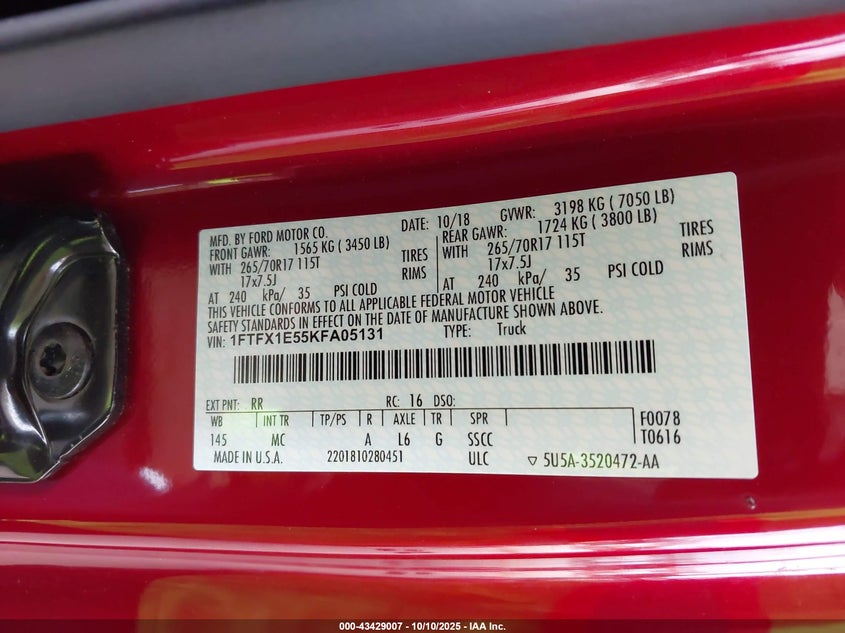 MFD. BY FORD MOTOR CO. DATE: 10/18 GVWR: 3198 KG ( 7050 LB)
FRONT GAWR: 1565 KG ( 3450 LB) REAR GAWR: 1724 KG ( 3800 LB)
WITH 265/70R17 115T TIRES WITH 265/70R17 115T TIRES
17x7.5J RIMS 17x7.5J RIMS
AT 240 kPa/ 35 PSI COLD AT 240 kPa/ 35 PSI COLD
THIS VEHICLE CONFORMS TO ALL APPLICABLE FEDERAL MOTOR VEHICLE
SAFETY STANDARDS IN EFFECT ON THE DATE OF MANUFACTURE SHOWN ABOVE.
VIN: 1FTFX1E55KFA05131 TYPE: Truck
EXT PNT: RR RC: 16 DSO:
WB INT TR TP/PS R AXLE TR SPR F0078
145 MC A L6 G SSCC T0616
MADE IN U.S.A. 2201810280451 ULC ▽ 5U5A-3520472-AA
000-43429007 - 10/10/2025 - IAA Inc.